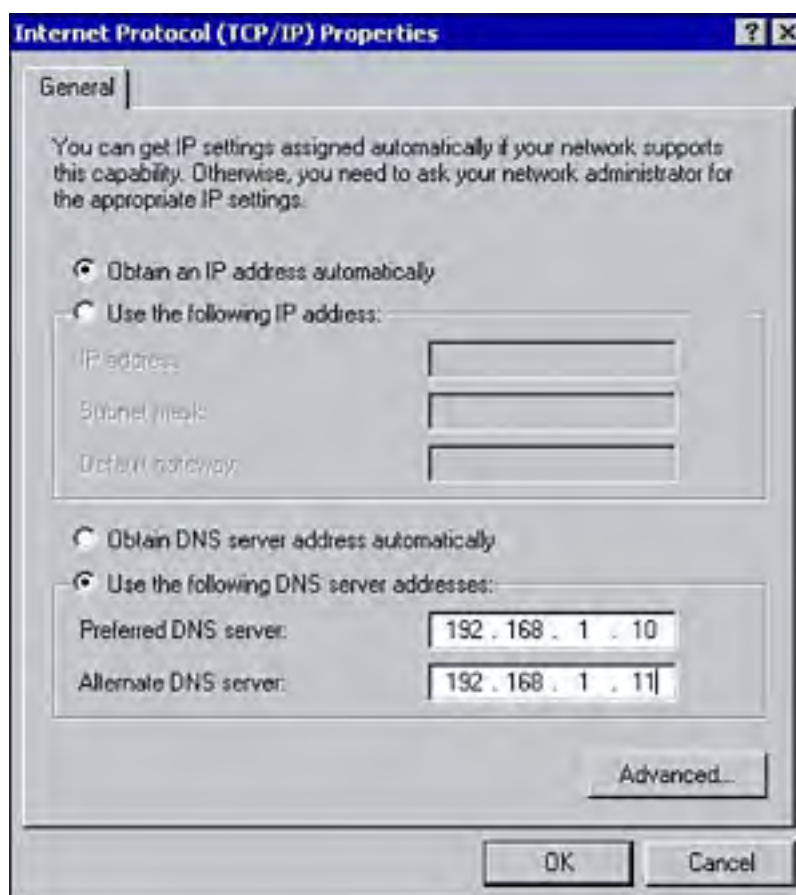 Internet Protocol (TCP/IP) Properties
General
You can get IP settings assigned automatically if your network supports
this capability. Otherwise, you need to ask your network administrator for
the appropriate IP settings.
Obtain an IP address automatically
Use the following IP address:
IP address:
Subnet mask:
Default gateway:
Obtain DNS server address automatically
Use the following DNS server addresses:
Preferred DNS server: 192 . 168 . 1 . 10
Alternate DNS server: 192 . 168 . 1 . 11
Advanced...
OK Cancel